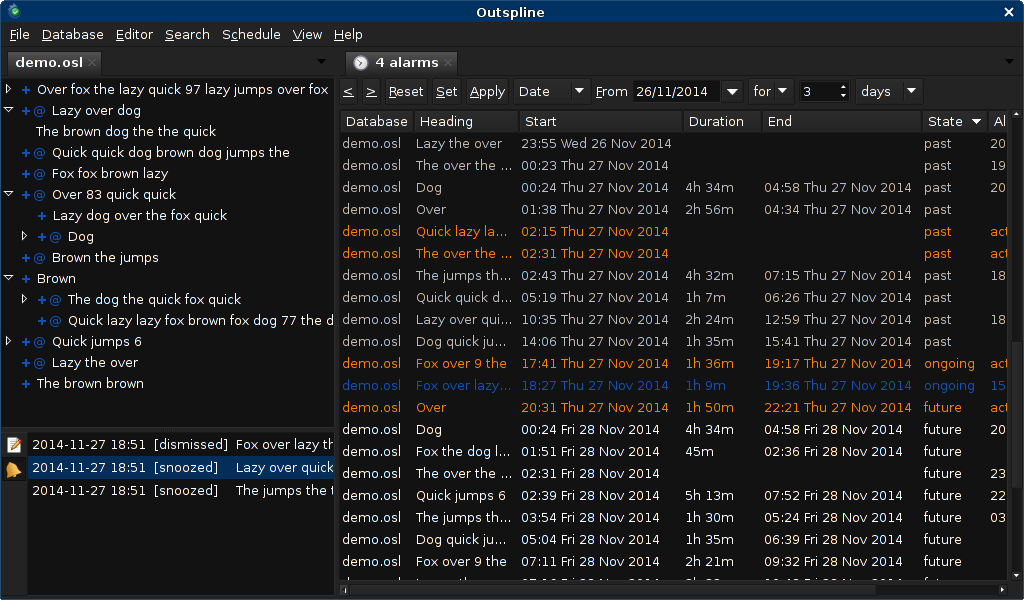 Outspline
File Database Editor Search Schedule View Help
demo.osl
Over fox the lazy quick 97 lazy jumps over fox
Lazy over dog
The brown dog the the quick
Quick quick dog brown dog jumps the
Fox fox brown lazy
Over 83 quick quick
Lazy dog over the fox quick
Dog
Brown the jumps
Brown
The dog the quick fox quick
Quick lazy lazy fox brown fox dog 77 the d
Quick jumps 6
Lazy the over
The brown brown
2014-11-27 18:51 [dismissed] Fox over lazy th
2014-11-27 18:51 [snoozed] Lazy over quick
2014-11-27 18:51 [snoozed] The jumps the t
4 alarms
< > Reset Set Apply Date From 26/11/2014 for 3 days
Database Heading Start Duration End State Al
demo.osl Lazy the over 23:55 Wed 26 Nov 2014 past 20
demo.osl The over the ... 00:23 Thu 27 Nov 2014 past 19
demo.osl Dog 00:24 Thu 27 Nov 2014 4h 34m 04:58 Thu 27 Nov 2014 past 20
demo.osl Over 01:38 Thu 27 Nov 2014 2h 56m 04:34 Thu 27 Nov 2014 past
demo.osl Quick lazy la... 02:15 Thu 27 Nov 2014 past act
demo.osl The over the ... 02:31 Thu 27 Nov 2014 past act
demo.osl The jumps th... 02:43 Thu 27 Nov 2014 4h 32m 07:15 Thu 27 Nov 2014 past 18
demo.osl Quick quick d... 05:19 Thu 27 Nov 2014 1h 7m 06:26 Thu 27 Nov 2014 past
demo.osl Lazy over qui... 10:35 Thu 27 Nov 2014 2h 24m 12:59 Thu 27 Nov 2014 past 18
demo.osl Dog quick ju... 14:06 Thu 27 Nov 2014 1h 35m 15:41 Thu 27 Nov 2014 past
demo.osl Fox over 9 the 17:41 Thu 27 Nov 2014 1h 36m 19:17 Thu 27 Nov 2014 ongoing act
demo.osl Fox over lazy... 18:27 Thu 27 Nov 2014 1h 9m 19:36 Thu 27 Nov 2014 ongoing 15
demo.osl Over 20:31 Thu 27 Nov 2014 1h 50m 22:21 Thu 27 Nov 2014 future act
demo.osl Dog 00:24 Fri 28 Nov 2014 4h 34m 04:58 Fri 28 Nov 2014 future 20
demo.osl Fox the dog l... 01:51 Fri 28 Nov 2014 45m 02:36 Fri 28 Nov 2014 future
demo.osl The over the ... 02:31 Fri 28 Nov 2014 future 23
demo.osl Quick jumps 6 02:39 Fri 28 Nov 2014 5h 13m 07:52 Fri 28 Nov 2014 future 22
demo.osl The jumps th... 03:54 Fri 28 Nov 2014 1h 30m 05:24 Fri 28 Nov 2014 future 03
demo.osl Dog quick ju... 05:04 Fri 28 Nov 2014 1h 35m 06:39 Fri 28 Nov 2014 future
demo.osl Fox over 9 the 07:11 Fri 28 Nov 2014 2h 21m 09:32 Fri 28 Nov 2014 future